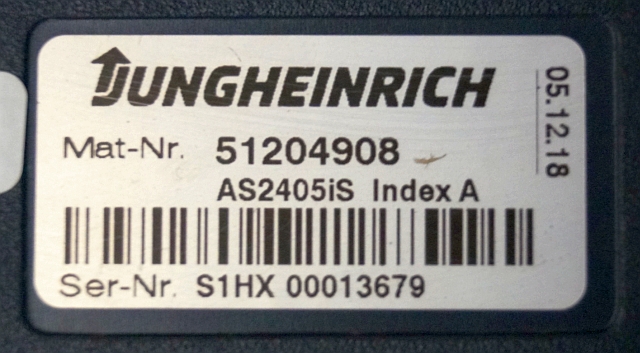 JUNGHEINRICH
Mat-Nr. 51204908
AS2405iS Index A
Ser-Nr. S1HX 00013679
05.12.18